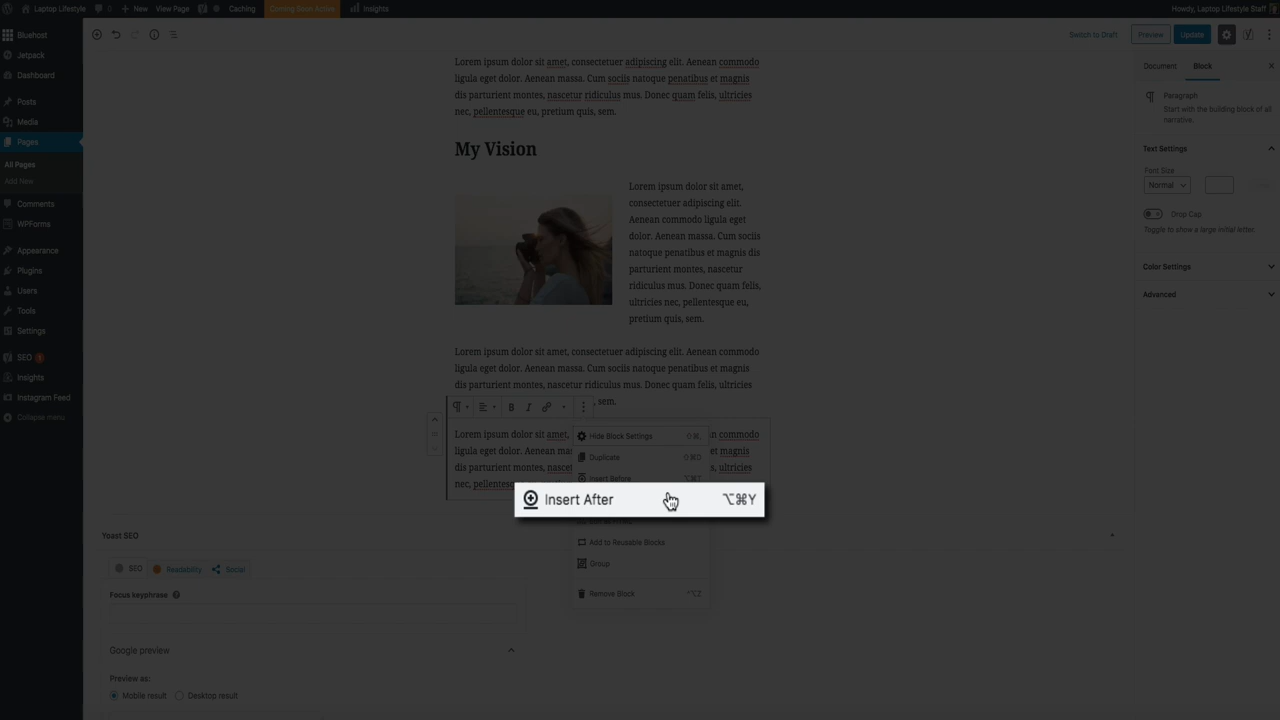 Laptop Lifestyle
0
New
View Page
Caching
Coming Soon Active
Insights
Howdy, Laptop Lifestyle Staff
Bluehost
Jetpack
Dashboard
Posts
Media
Pages
All Pages
Add New
Comments
WPForms
Appearance
Plugins
Users
Tools
Settings
SEO
Insights
Instagram Feed
Collapse menu
Switch to Draft
Preview
Update
Lorem ipsum dolor sit amet, consectetuer adipiscing elit. Aenean commodo
ligula eget dolor. Aenean massa. Cum sociis natoque penatibus et magnis
dis parturient montes, nascetur ridiculus mus. Donec quam felis, ultricies
nec, pellentesque eu, pretium quis, sem.
My Vision
Lorem ipsum dolor sit amet,
consectetuer adipiscing elit.
Aenean commodo ligula eget
dolor. Aenean massa. Cum sociis
natoque penatibus et magnis dis
parturient montes, nascetur
ridiculus mus. Donec quam felis,
ultricies nec, pellentesque eu,
pretium quis, sem.
Lorem ipsum dolor sit amet, consectetuer adipiscing elit. Aenean commodo
ligula eget dolor. Aenean massa. Cum sociis natoque penatibus et magnis
dis parturient montes, nascetur ridiculus mus. Donec quam felis, ultricies
, sem.
B I
Lorem ipsum dolor sit amet, commodo
ligula eget dolor. Aenean magnis
dis parturient montes, ultricies
nec,
Hide Block Settings ⇧⌘,
Duplicate ⇧⌘D
Insert Before ⌥⌘T
Insert After ⌥⌘Y
Add to Reusable Blocks
Group
Remove Block ^⌥Z
Yoast SEO
SEO
Readability
Social
Focus keyphrase
Google preview
Preview as:
Mobile result
Desktop result
Document
Block
Paragraph
Start with the building block of all
narrative.
Text Settings
Font Size
Normal
Drop Cap
Toggle to show a large initial letter.
Color Settings
Advanced